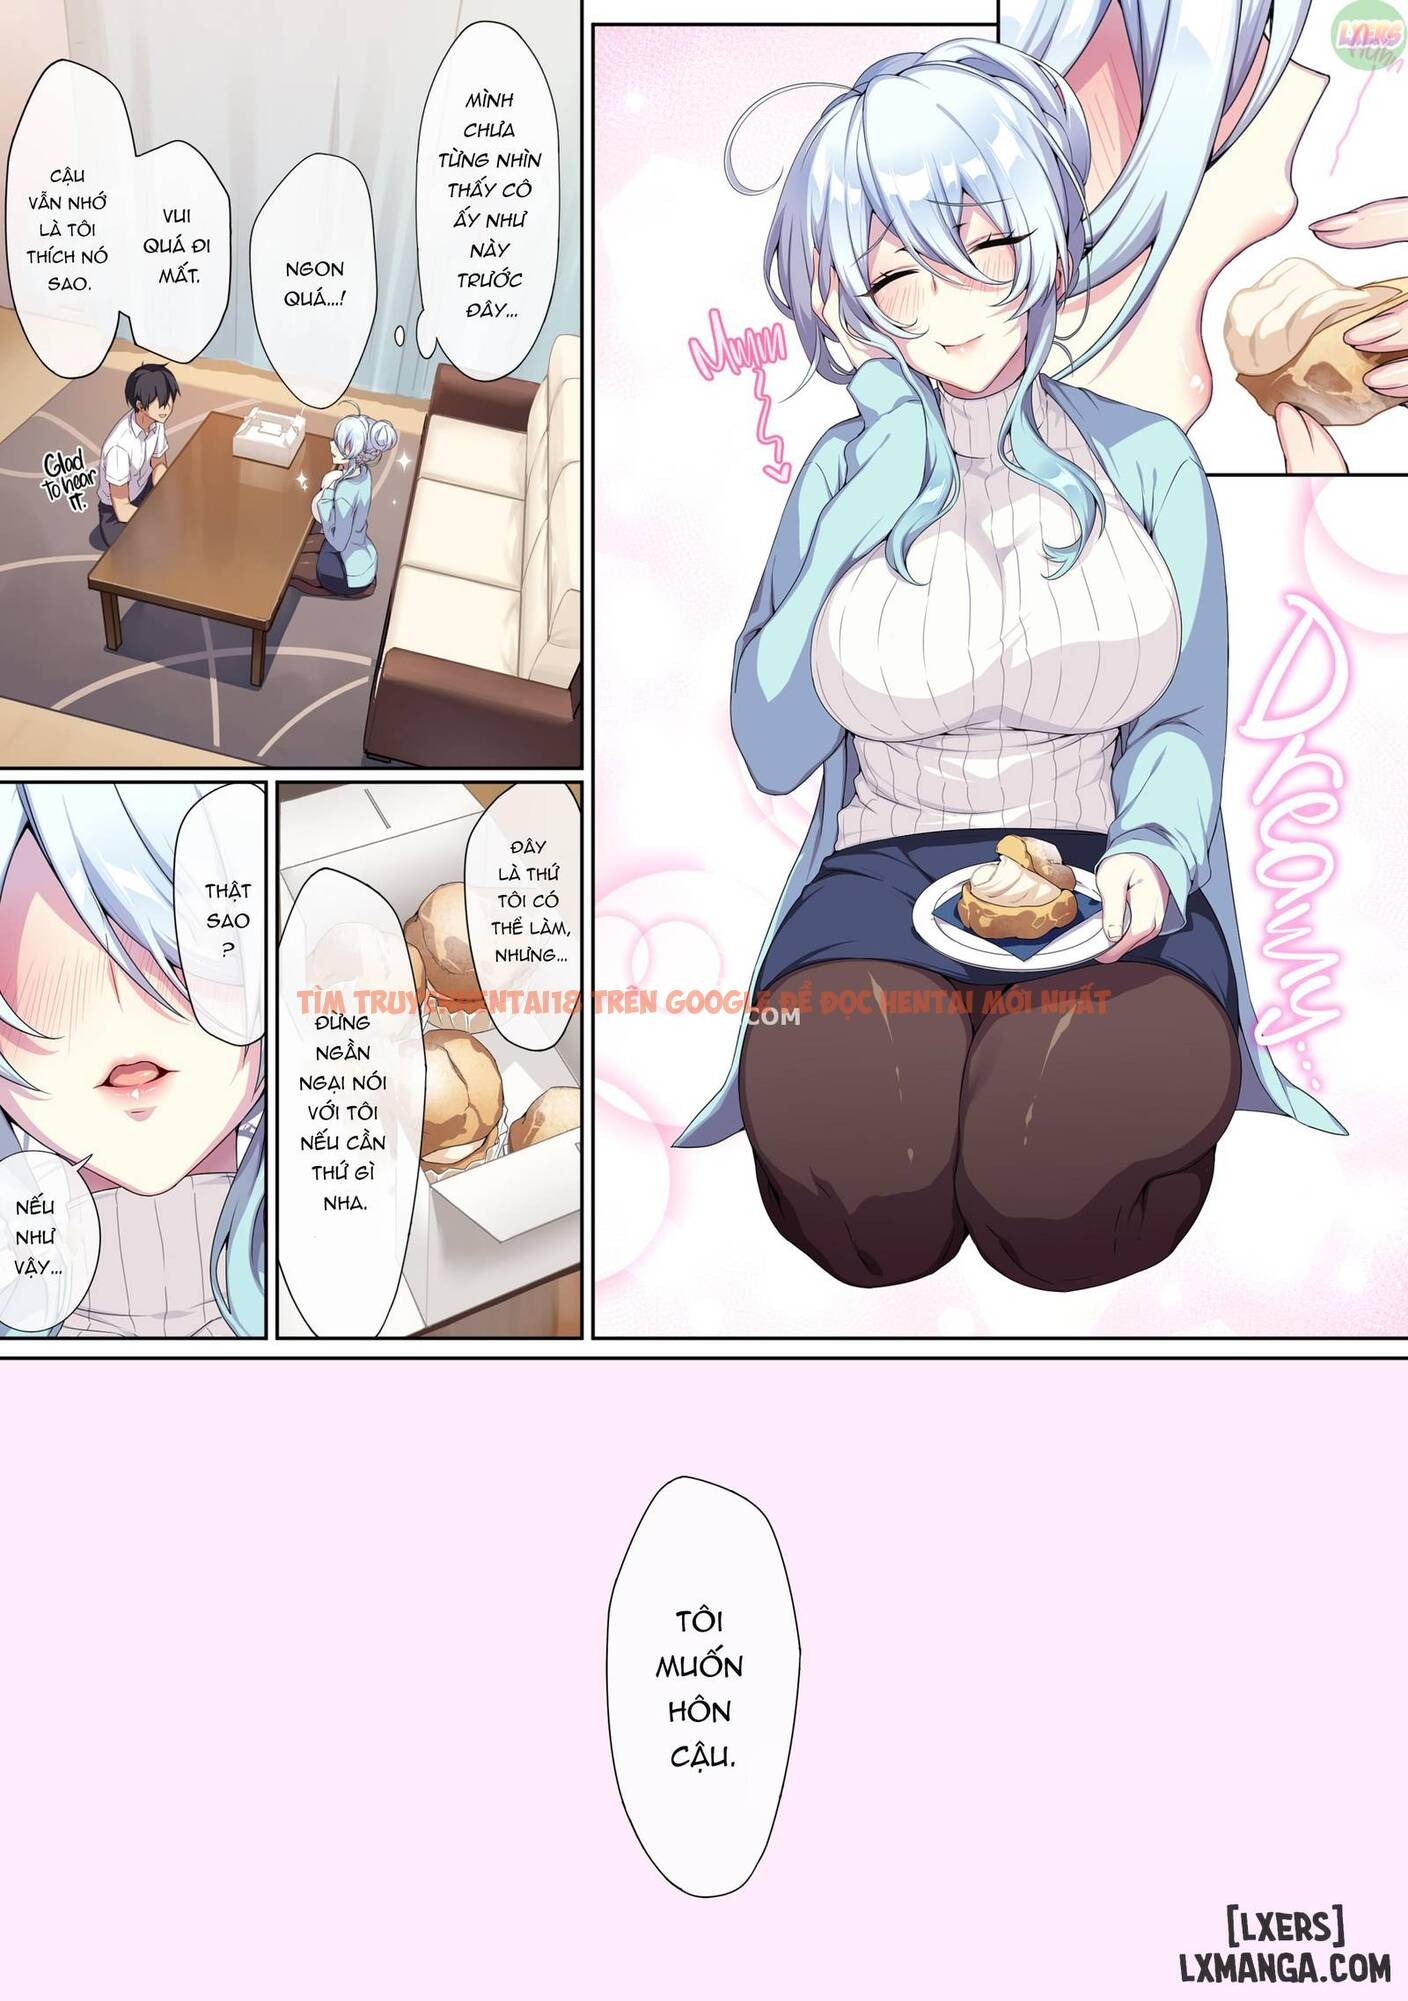 LXERS
Hub
Mmm
Dreamy...
MÌNH
CHƯA
TỪNG NHÌN
THẤY CÔ
ẤY NHƯ
NÀY
TRƯỚC
ĐÂY...
NGON
QUÁ...!
VUI
QUÁ ĐI
MẤT.
CẬU
VẪN NHỚ
LÀ TÔI
THÍCH NÓ
SAO.
Glad
to hear
it.
ĐÂY
LÀ THỨ
TÔI CÓ
THỂ LÀM,
NHƯNG...
TÌM TRUYENHENTAI18 TRÊN GOOGLE ĐỂ ĐỌC HENTAI MỚI NHẤT
.COM
ĐỪNG
NGẦN
NGẠI NÓI
VỚI TÔI
NẾU CẦN
THỨ GÌ
NHA.
THẬT
SAO
?
NẾU
NHƯ
VẬY...
TÔI
MUỐN
HÔN
CẬU.
[LXERS]
LXMANGA.COM